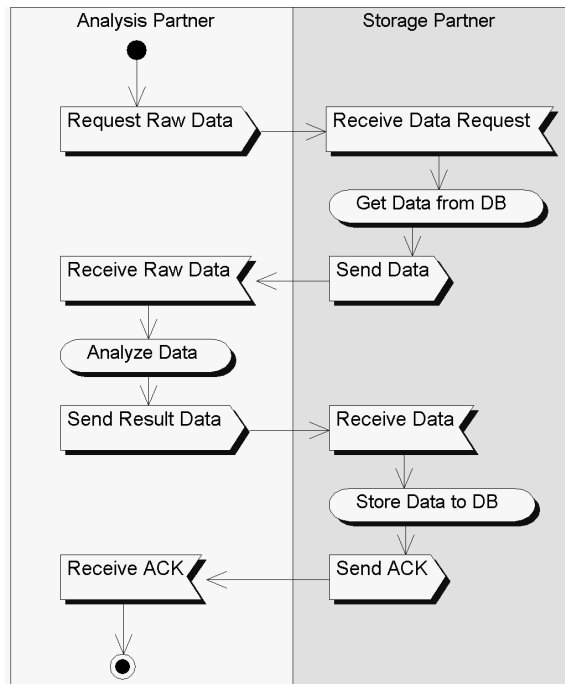 Analysis Partner
Storage Partner
Request Raw Data
Receive Data Request
Get Data from DB
Receive Raw Data
Send Data
Analyze Data
Send Result Data
Receive Data
Store Data to DB
Receive ACK
Send ACK